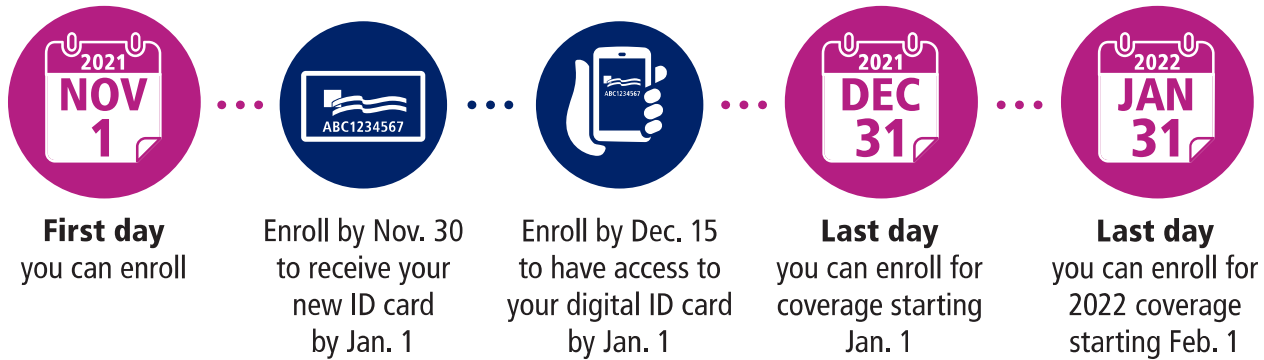 2021
NOV
1
First day
you can enroll
ABC1234567
Enroll by Nov. 30
to receive your
new ID card
by Jan. 1
ABC1234567
Enroll by Dec. 15
to have access to
your digital ID card
by Jan. 1
2021
DEC
31
Last day
you can enroll for
coverage starting
Jan. 1
2022
JAN
31
Last day
you can enroll for
2022 coverage
starting Feb. 1